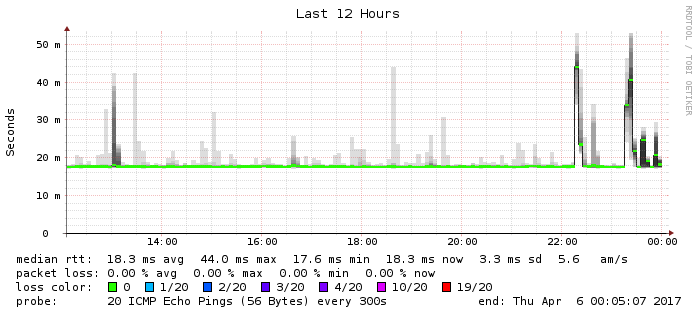 Last 12 Hours
RRDTOOL / TOBI OETIKER
Seconds
50 m
40 m
30 m
20 m
10 m
0
14:00 16:00 18:00 20:00 22:00 00:00
median rtt: 18.3 ms avg 44.0 ms max 17.6 ms min 18.3 ms now 3.3 ms sd 5.6 am/s
packet loss: 0.00 % avg 0.00 % max 0.00 % min 0.00 % now
loss color: 0 1/20 2/20 3/20 4/20 10/20 19/20
probe: 20 ICMP Echo Pings (56 Bytes) every 300s end: Thu Apr 6 00:05:07 2017